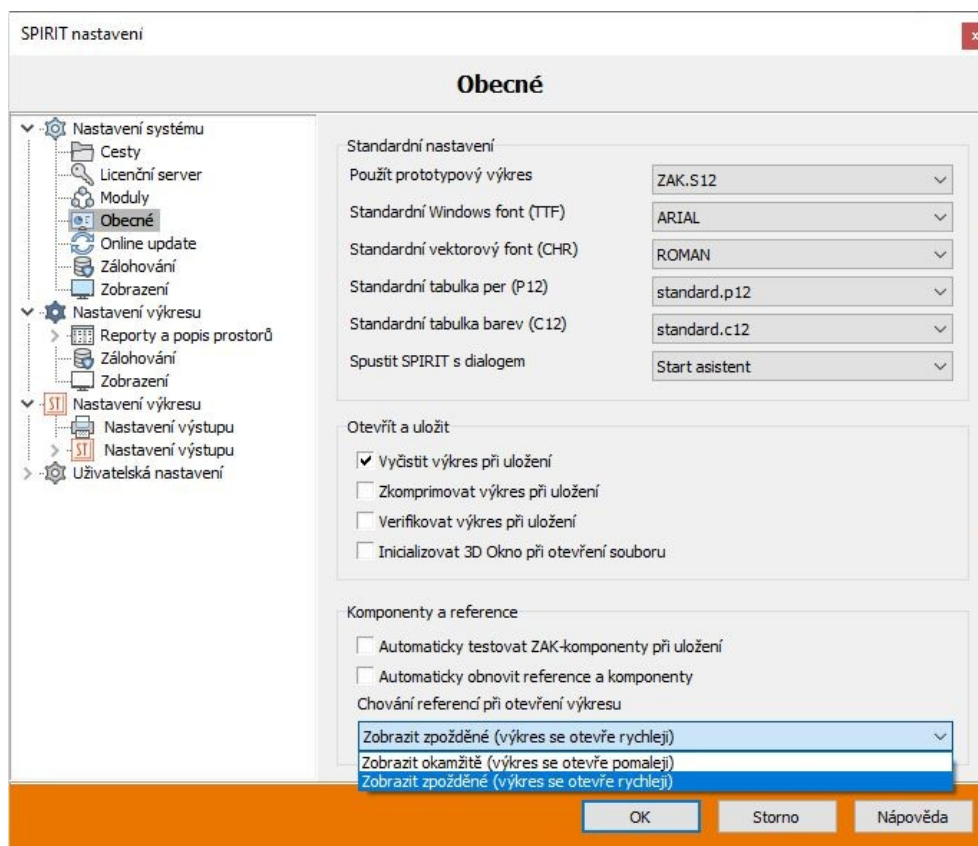 SPIRIT nastavení
x
Obecné
Nastavení systému
Cesty
Licenční server
Moduly
Obecné
Online update
Zálohování
Zobrazení
Nastavení výkresu
Reporty a popis prostorů
Zálohování
Zobrazení
ST Nastavení výkresu
Nastavení výstupu
ST Nastavení výstupu
Uživatelská nastavení
Standardní nastavení
Použít prototypový výkres ZAK.S12
Standardní Windows font (TTF) ARIAL
Standardní vektorový font (CHR) ROMAN
Standardní tabulka per (P12) standard.p12
Standardní tabulka barev (C12) standard.c12
Spustit SPIRIT s dialogem Start asistent
Otevřít a uložit
Vyčistit výkres při uložení
Zkomprimovat výkres při uložení
Verifikovat výkres při uložení
Inicializovat 3D Okno při otevření souboru
Komponenty a reference
Automaticky testovat ZAK-komponenty při uložení
Automaticky obnovit reference a komponenty
Chování referencí při otevření výkresu
Zobrazit zpožděné (výkres se otevře rychleji)
Zobrazit okamžitě (výkres se otevře pomaleji)
Zobrazit zpožděné (výkres se otevře rychleji)
OK Storno Nápověda